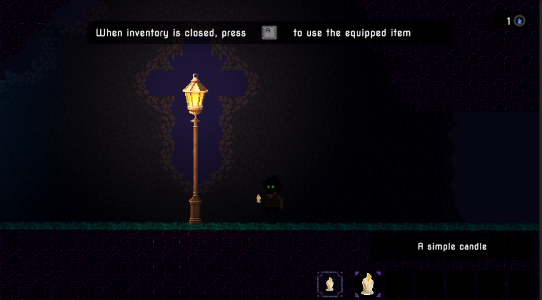 1
When inventory is closed, press to use the equipped item
A simple candle